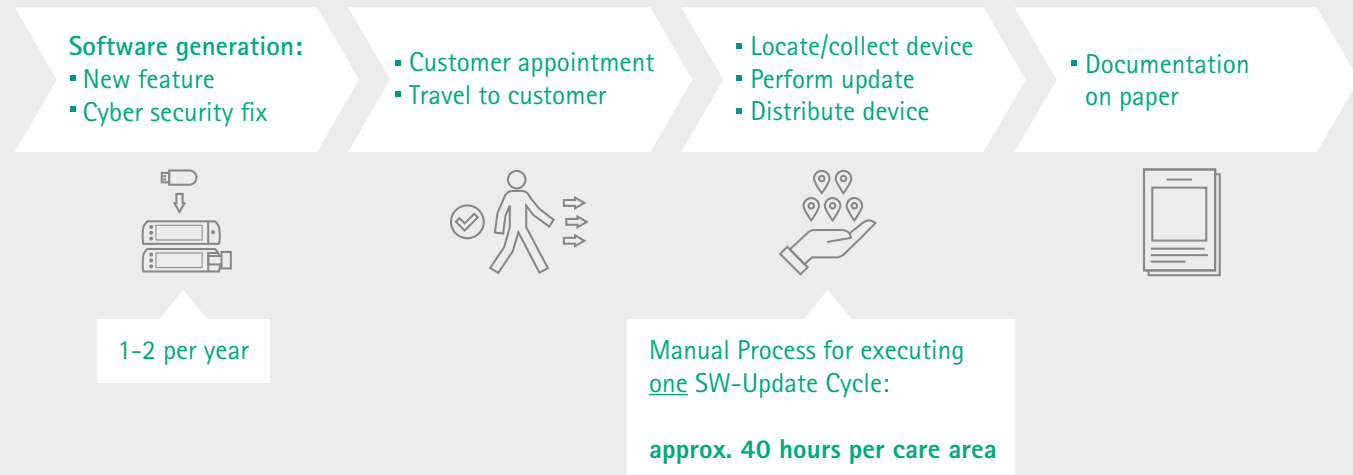 Software generation:
▪ New feature
▪ Cyber security fix
▪ Customer appointment
▪ Travel to customer
▪ Locate/collect device
▪ Perform update
▪ Distribute device
▪ Documentation
on paper
1-2 per year
Manual Process for executing
one SW-Update Cycle:
approx. 40 hours per care area